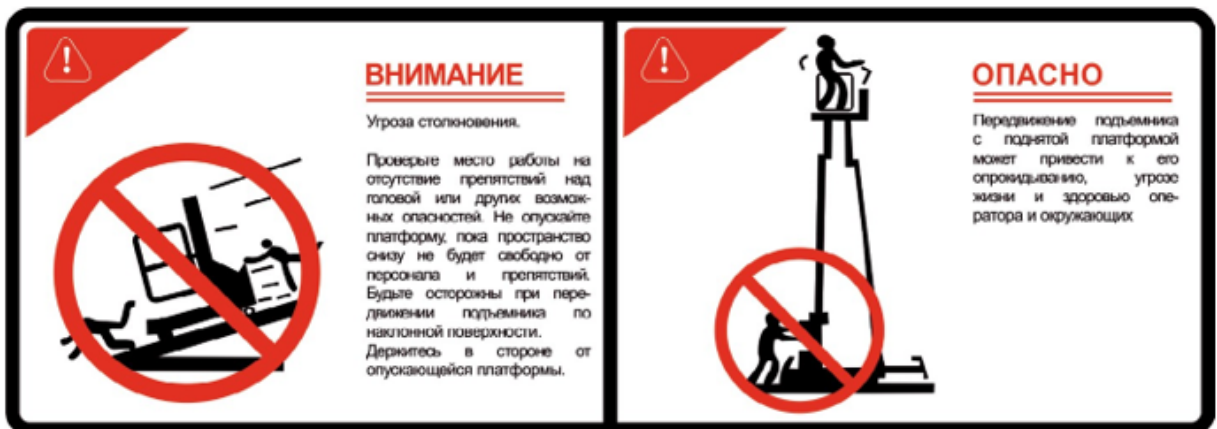 ВНИМАНИЕ
Угроза столкновения.
Проверьте место работы на
отсутствие препятствий над
головой или других возмож-
ных опасностей. Не опускайте
платформу, пока пространство
снизу не будет свободно от
персонала и препятствий.
Будьте осторожны при пере-
движении подъемника по
наклонной поверхности.
Держитесь в стороне от
опускающейся платформы.
ОПАСНО
Передвижение подъемника
с поднятой платформой
может привести к его
опрокидыванию, угрозе
жизни и здоровью опе-
ратора и окружающих